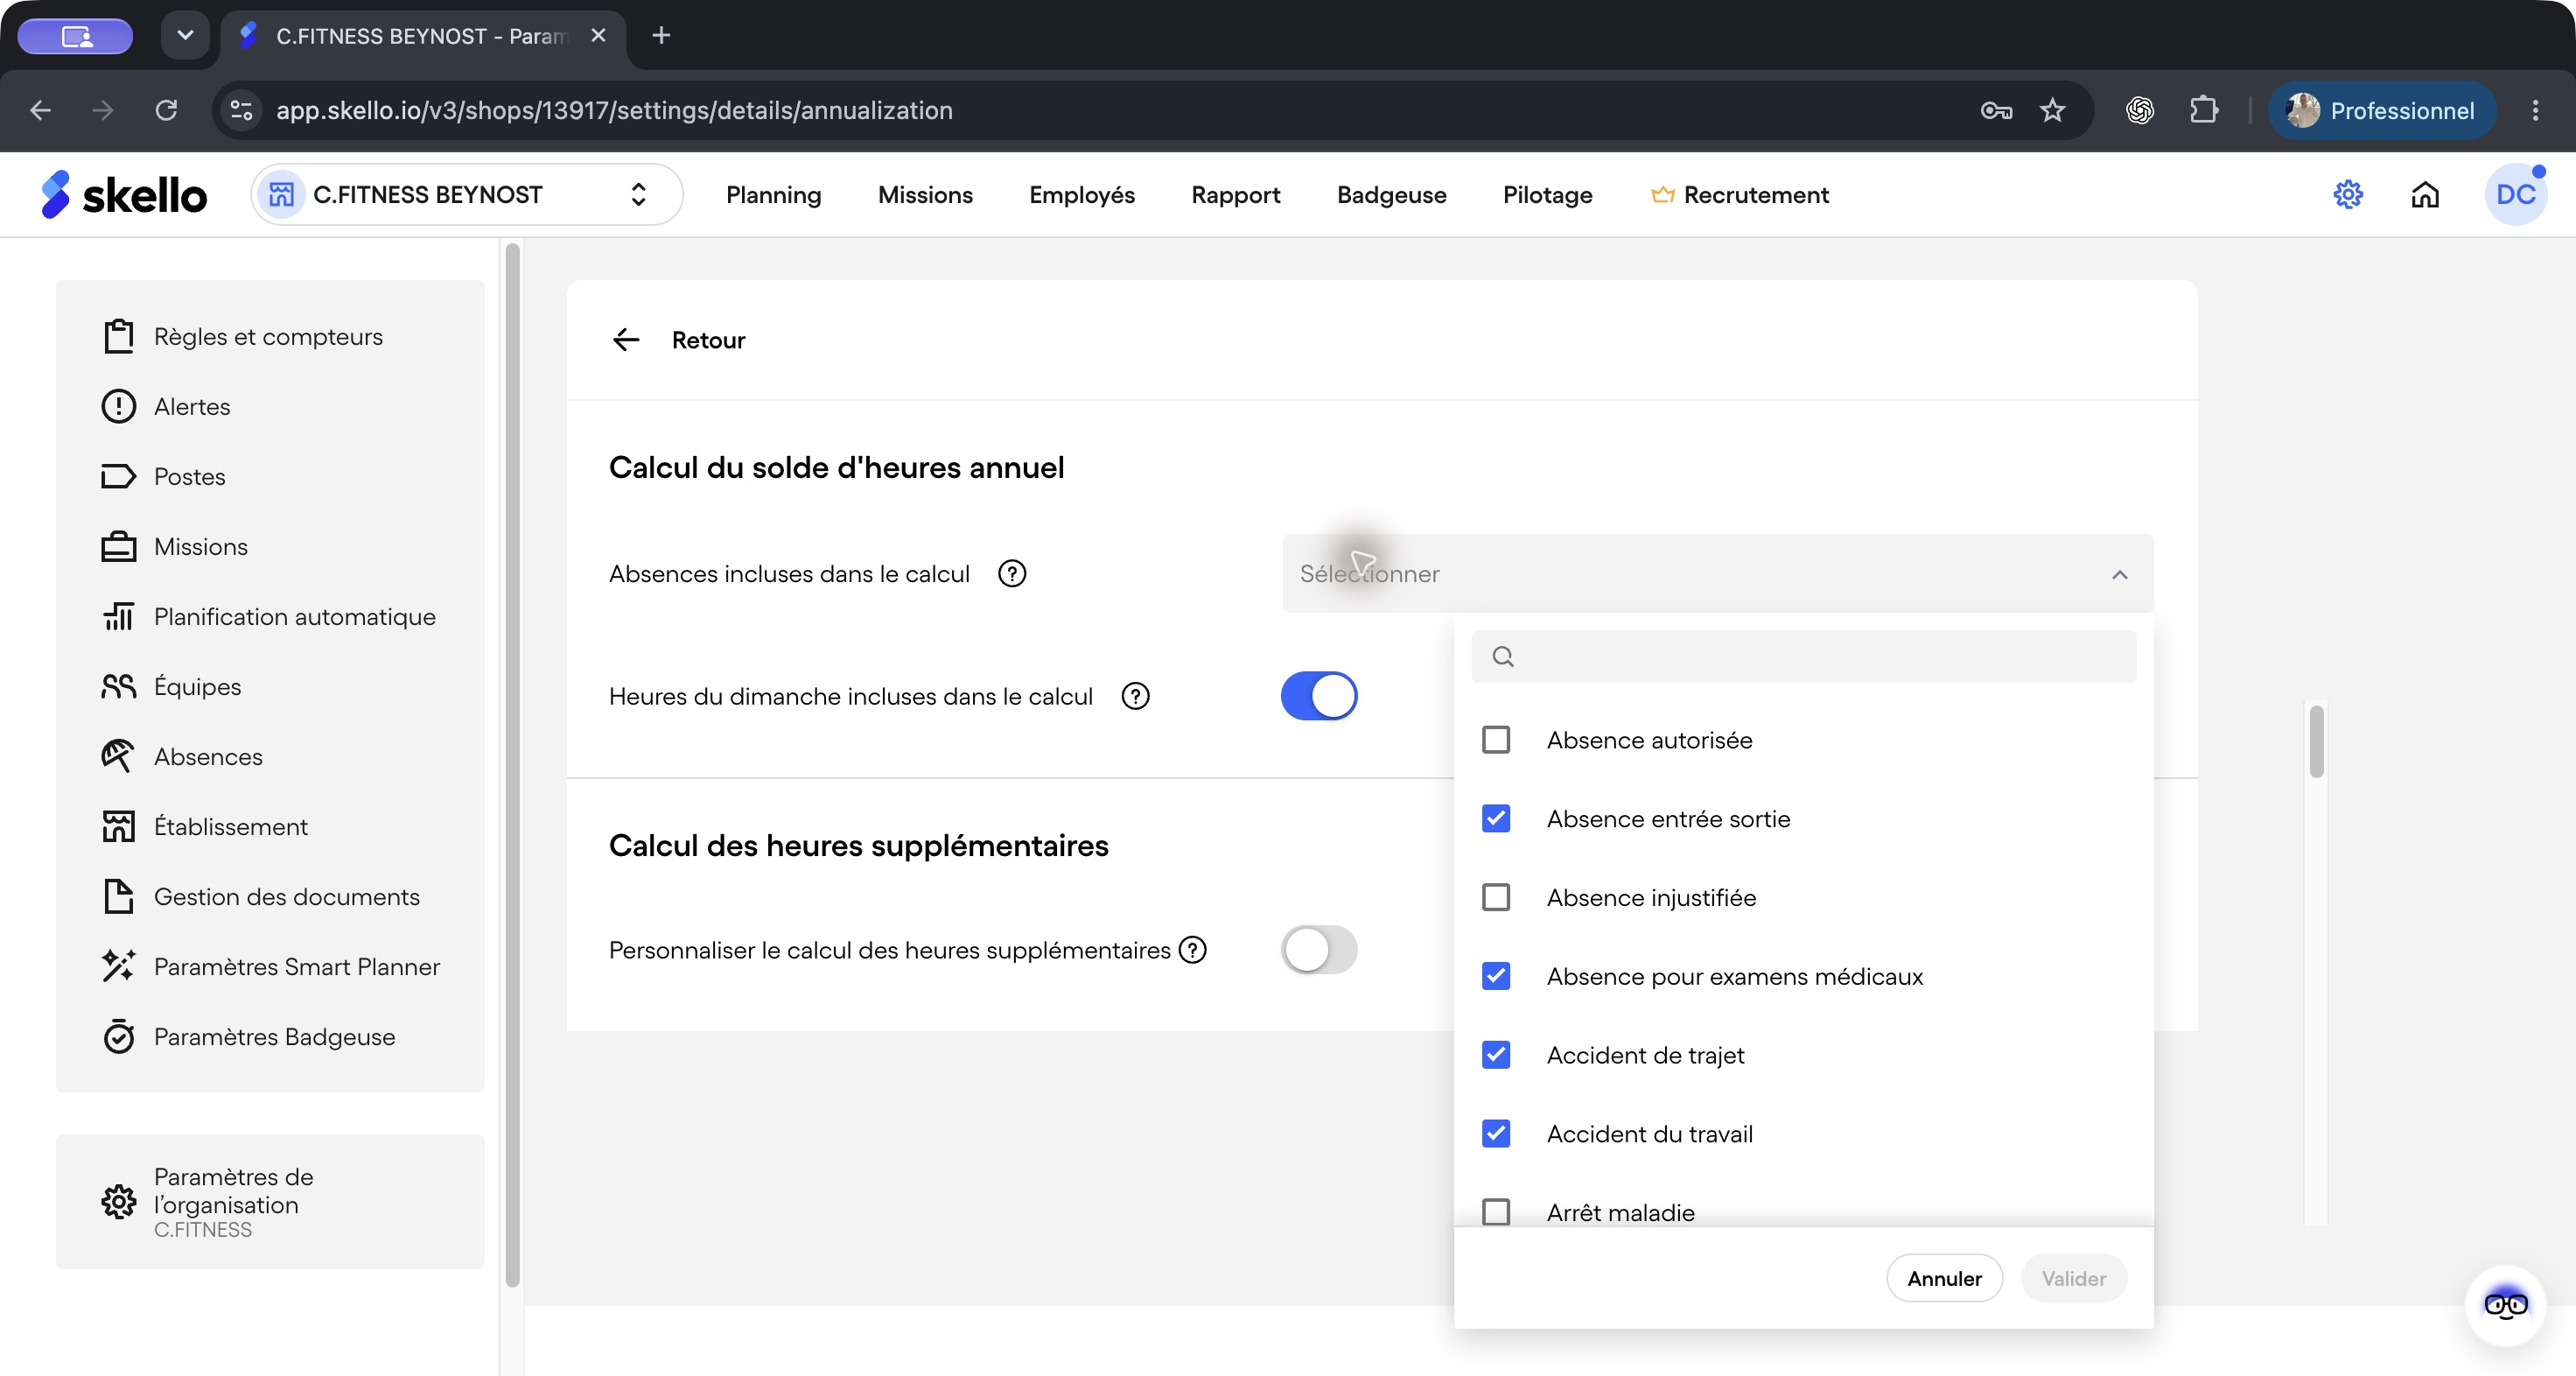 C.FITNESS BEYNOST - Param
app.skello.io/v3/shops/13917/settings/details/annualization
Professionnel
skello
C.FITNESS BEYNOST
Planning
Missions
Employés
Rapport
Badgeuse
Pilotage
Recrutement
DC
Règles et compteurs
Alertes
Postes
Missions
Planification automatique
Équipes
Absences
Établissement
Gestion des documents
Paramètres Smart Planner
Paramètres Badgeuse
Paramètres de
l'organisation
C.FITNESS
Retour
Calcul du solde d'heures annuel
Absences incluses dans le calcul ?
Sélectionner
Heures du dimanche incluses dans le calcul ?
Calcul des heures supplémentaires
Personnaliser le calcul des heures supplémentaires ?
Absence autorisée
Absence entrée sortie
Absence injustifiée
Absence pour examens médicaux
Accident de trajet
Accident du travail
Arrêt maladie
Annuler
Valider